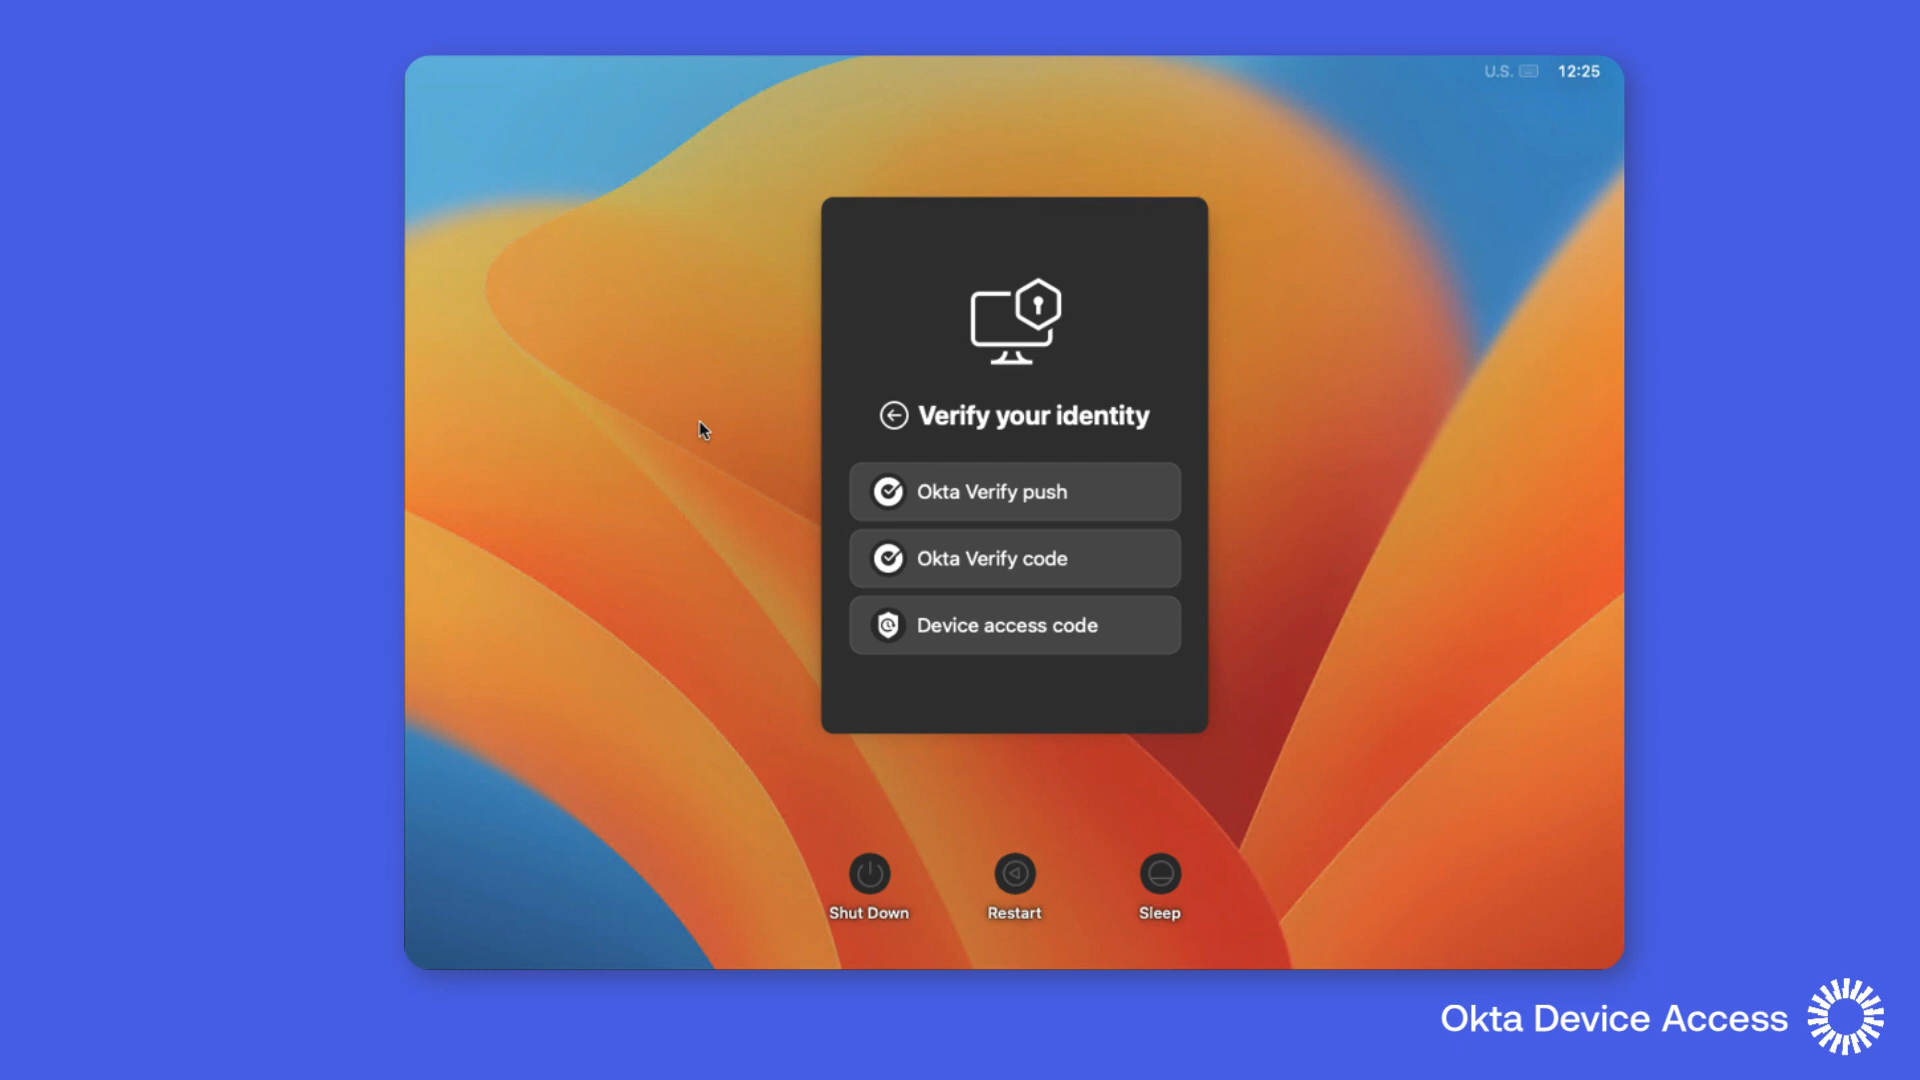 U.S. 12:25
Verify your identity
Okta Verify push
Okta Verify code
Device access code
Shut Down Restart Sleep
Okta Device Access